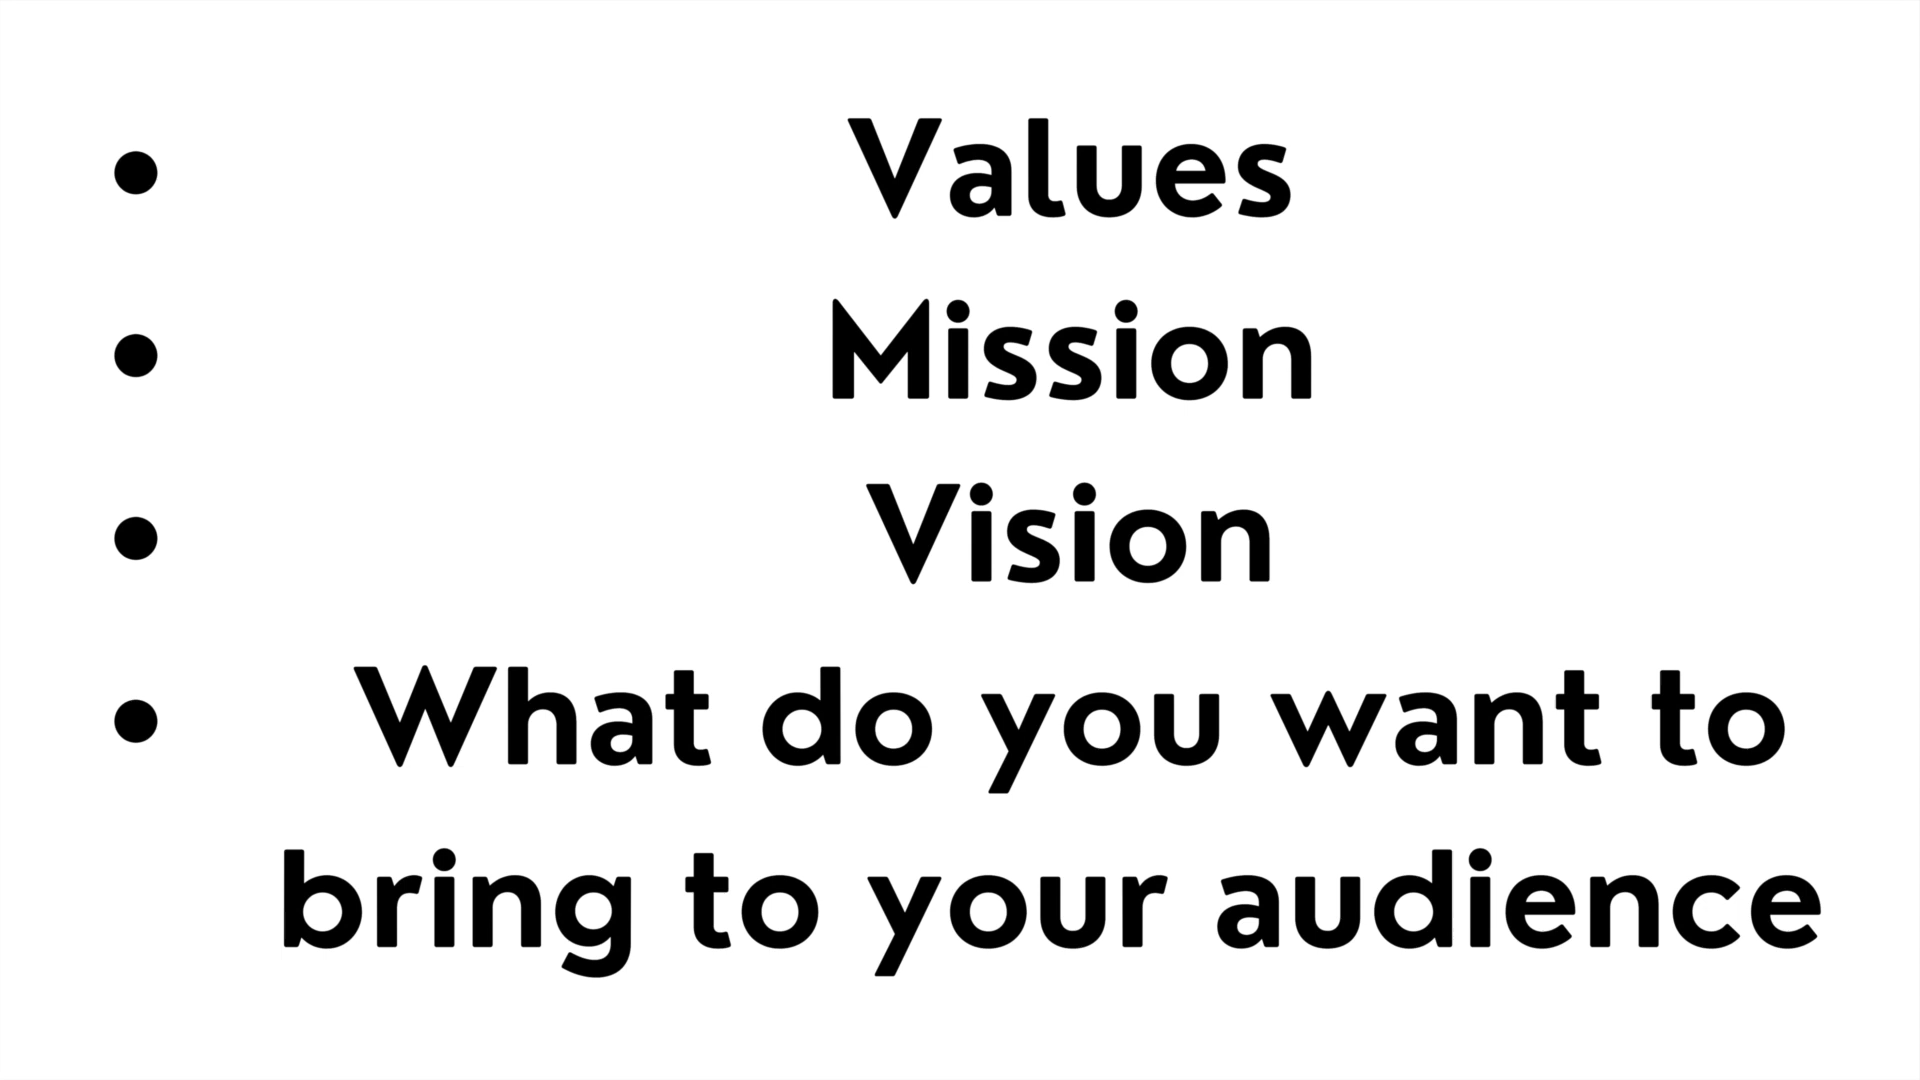 • Values
• Mission
• Vision
• What do you want to
bring to your audience